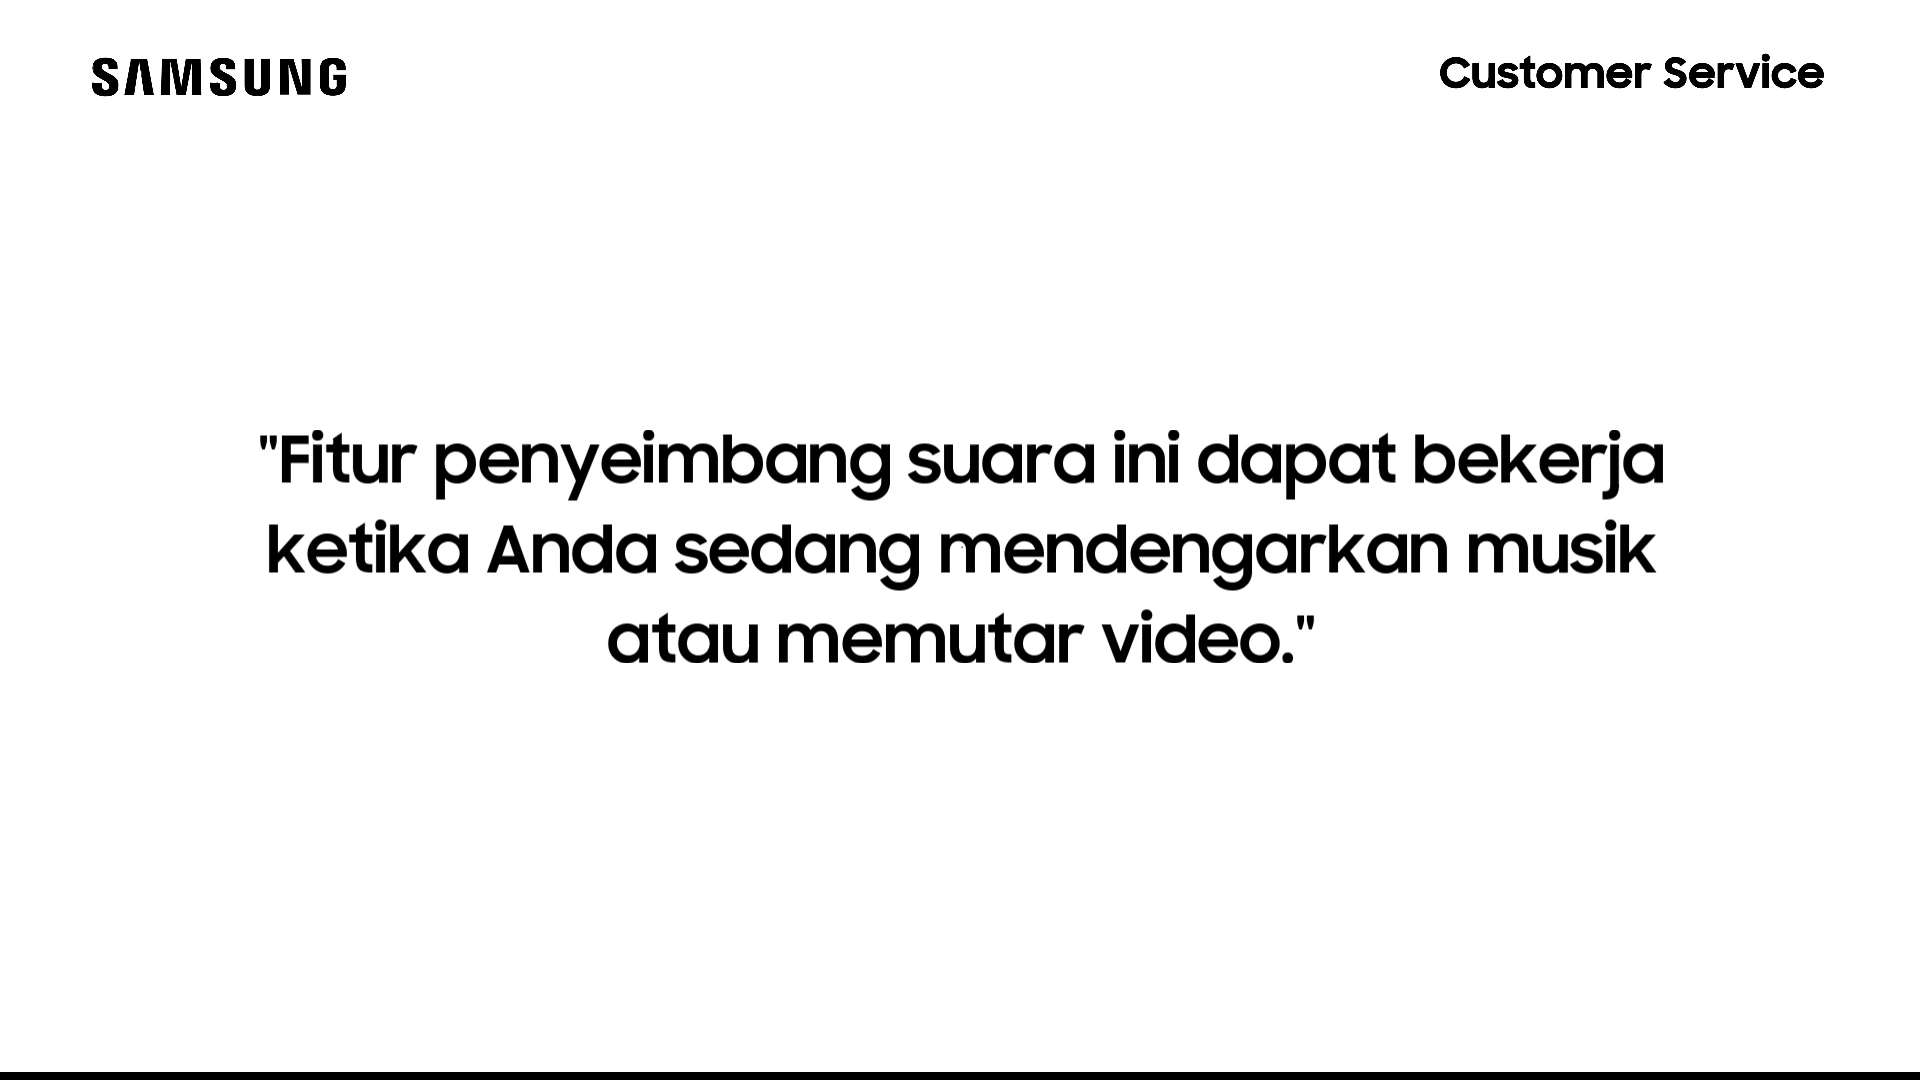 SAMSUNG
Customer Service
"Fitur penyeimbang suara ini dapat bekerja
ketika Anda sedang mendengarkan musik
atau memutar video."